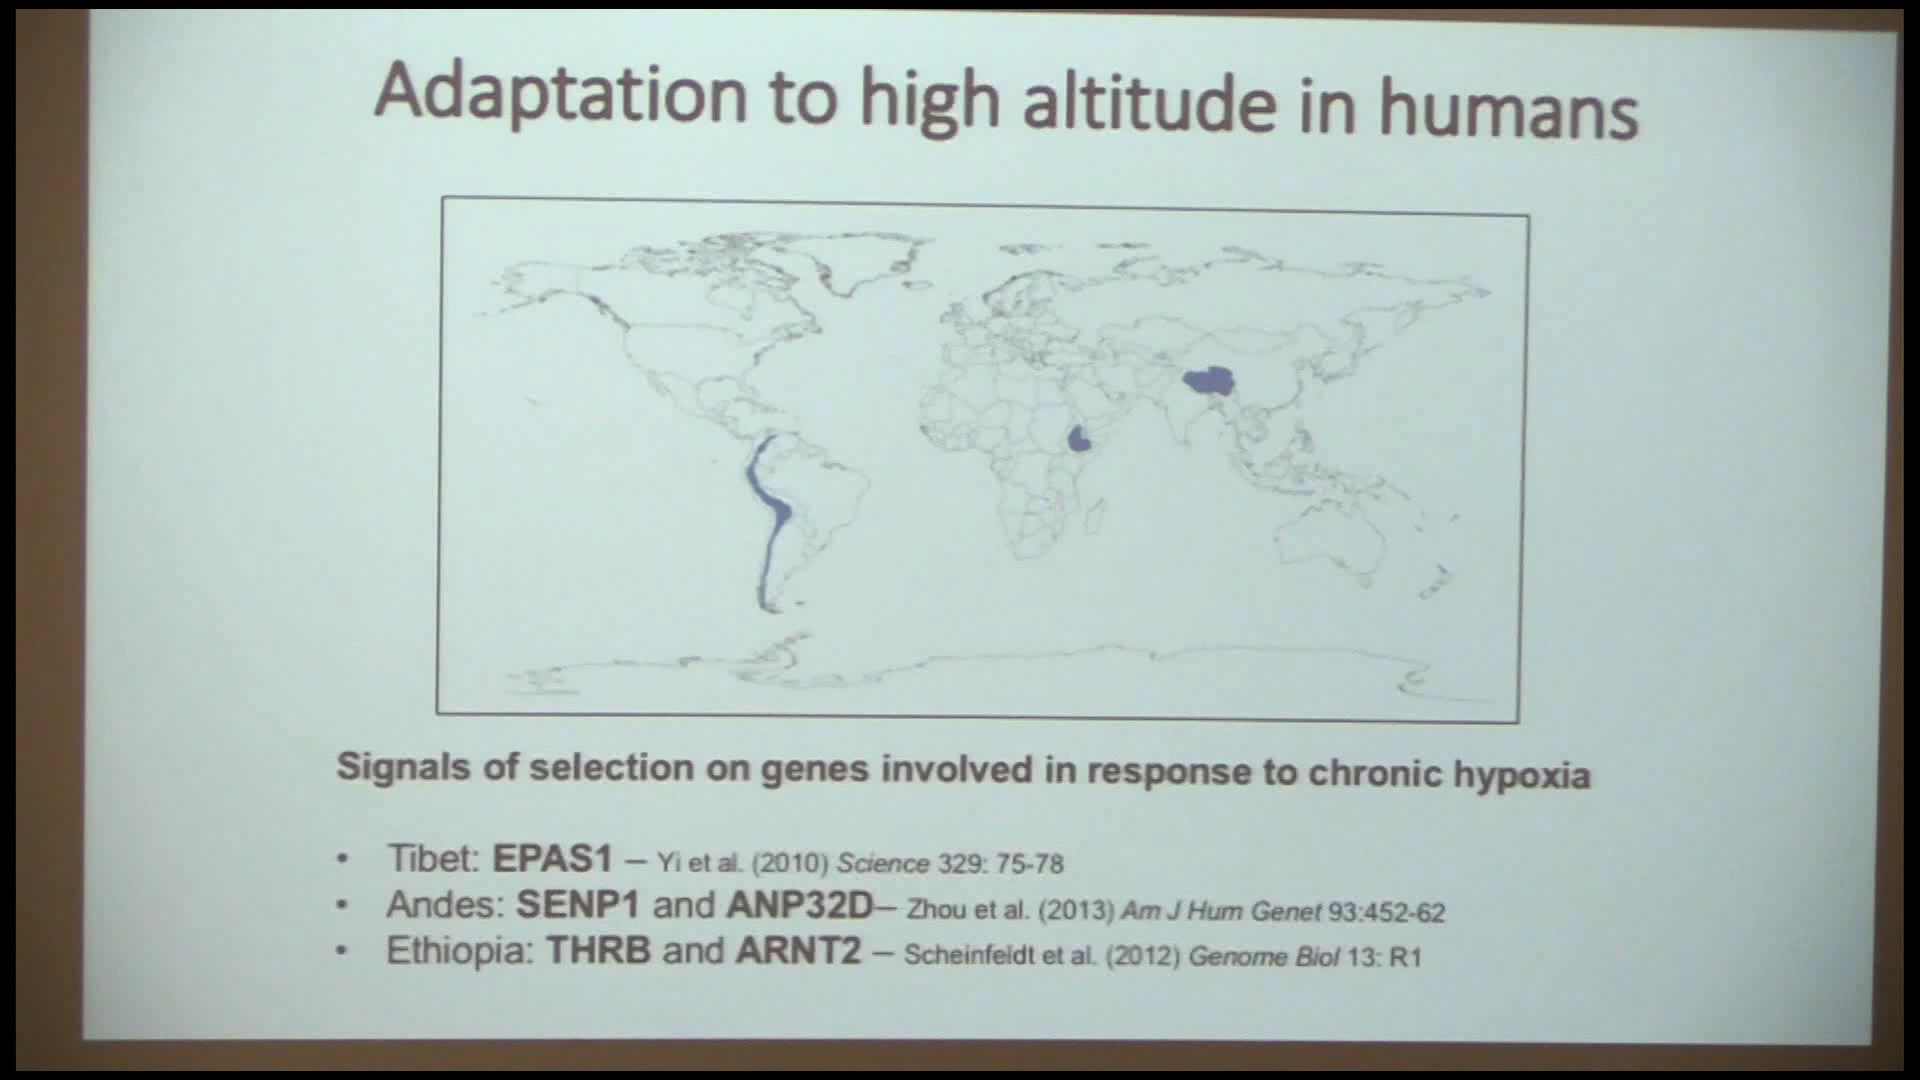 Adaptation to high altitude in humans
Signals of selection on genes involved in response to chronic hypoxia
• Tibet: EPAS1 – Yi et al. (2010) Science 329: 75-78
• Andes: SENP1 and ANP32D– Zhou et al. (2013) Am J Hum Genet 93:452-62
• Ethiopia: THRB and ARNT2 – Scheinfeldt et al. (2012) Genome Biol 13: R1